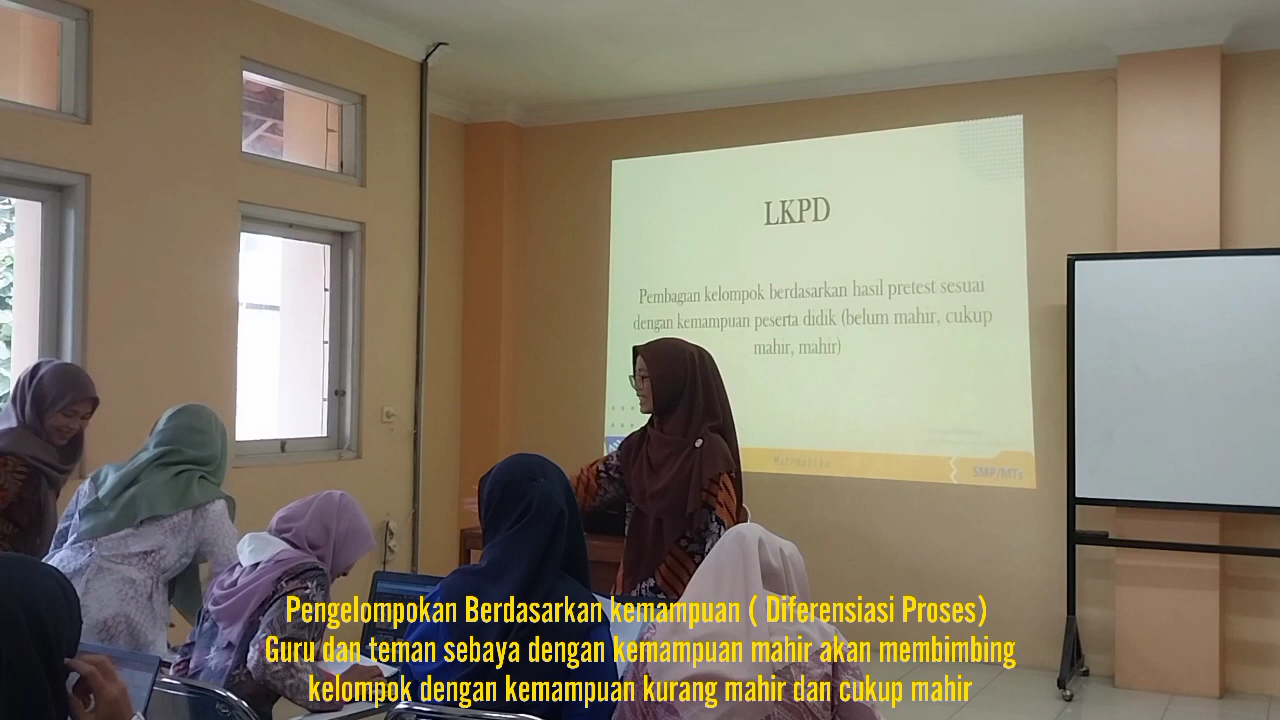 LKPD
Pembagian kelompok berdasarkan hasil pretest sesuai
dengan kemampuan peserta didik (belum mahir, cukup
mahir, mahir)
Matematika
SMP/MTs
Pengelompokan Berdasarkan kemampuan ( Diferensiasi Proses)
Guru dan teman sebaya dengan kemampuan mahir akan membimbing
kelompok dengan kemampuan kurang mahir dan cukup mahir